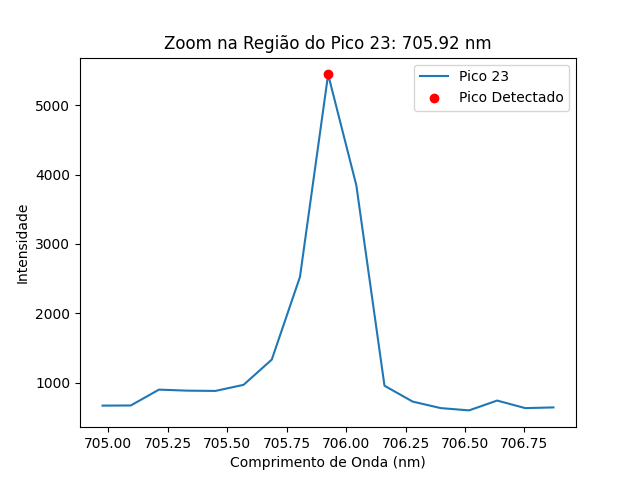 Zoom na Região do Pico 23: 705.92 nm
Pico 23
Pico Detectado
Intensidade
5000
4000
3000
2000
1000
705.00 705.25 705.50 705.75 706.00 706.25 706.50 706.75
Comprimento de Onda (nm)